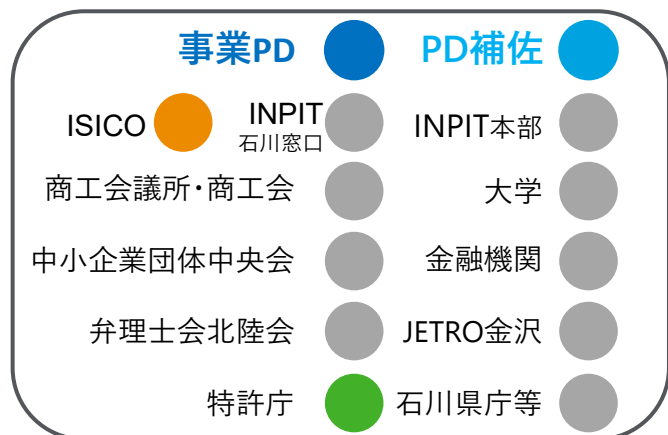 事業PD PD補佐
ISICO INPIT 石川窓口 INPIT本部
商工会議所・商工会 大学
中小企業団体中央会 金融機関
弁理士会北陸会 JETRO金沢
特許庁 石川県庁等